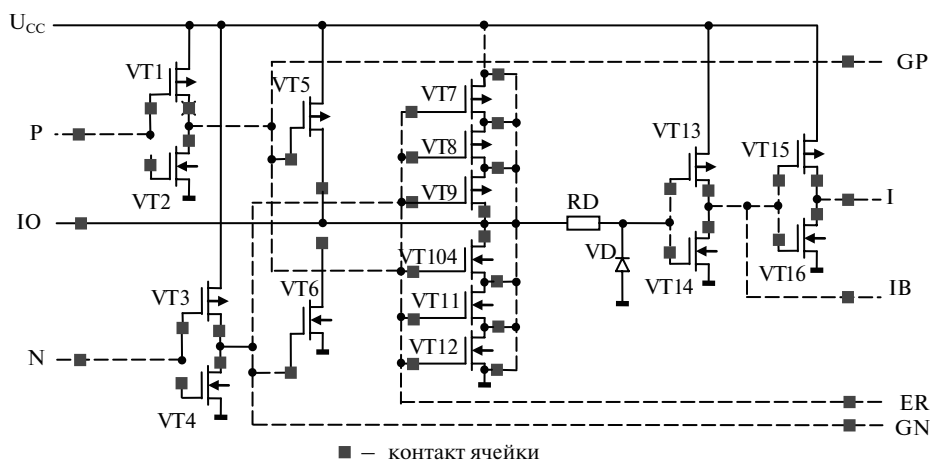 U_CC
VT1
VT5
GP
VT7
P
VT13
VT15
VT8
VT2
VT9
IO
RD
I
VT104
VD
VT14
VT16
VT3
VT6
IB
VT11
N
VT12
VT4
ER
GN
– контакт ячейки